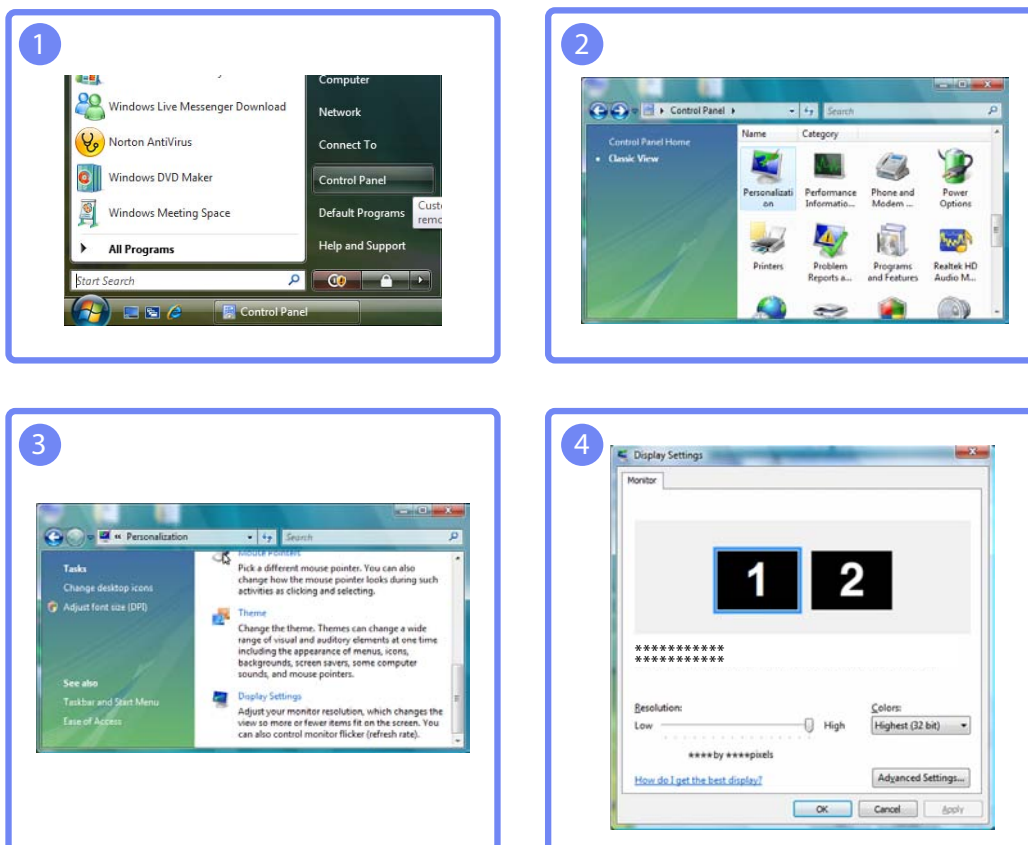 1
Computer
Windows Live Messenger Download
Network
Norton AntiVirus
Connect To
Windows DVD Maker
Control Panel
Windows Meeting Space
Default Programs
All Programs
Help and Support
Start Search
Control Panel
2
Control Panel
Search
Control Panel Home
Classic View
Name Category
Personalizati
on
Performance
Informatio...
Phone and
Modem ...
Power
Options
Printers
Problem
Reports a...
Programs
and Features
Realtek HD
Audio M...
3
« Personalization
Search
Tasks
Change desktop icons
Adjust font size (DPI)
See also
Taskbar and Start Menu
Ease of Access
Mouse Pointers
Pick a different mouse pointer. You can also
change how the mouse pointer looks during such
activities as clicking and selecting.
Theme
Change the theme. Themes can change a wide
range of visual and auditory elements at one time
including the appearance of menus, icons,
backgrounds, screen savers, some computer
sounds, and mouse pointers.
Display Settings
Adjust your monitor resolution, which changes the
view so more or fewer items fit on the screen. You
can also control monitor flicker (refresh rate).
4
Display Settings
Monitor
1 2
***********
***********
Resolution:
Low High
****by ****pixels
Colors:
Highest (32 bit)
How do I get the best display?
Advanced Settings...
OK Cancel Apply